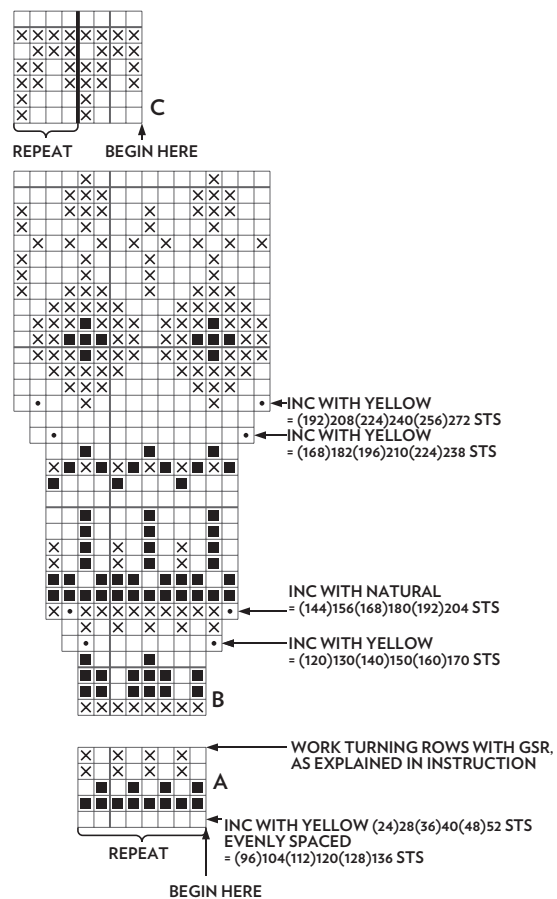 C
REPEAT BEGIN HERE
INC WITH YELLOW
= (192)208(224)240(256)272 STS
INC WITH YELLOW
= (168)182(196)210(224)238 STS
INC WITH NATURAL
= (144)156(168)180(192)204 STS
INC WITH YELLOW
= (120)130(140)150(160)170 STS
B
WORK TURNING ROWS WITH GSR,
AS EXPLAINED IN INSTRUCTION
A
INC WITH YELLOW (24)28(36)40(48)52 STS
EVENLY SPACED
= (96)104(112)120(128)136 STS
REPEAT
BEGIN HERE